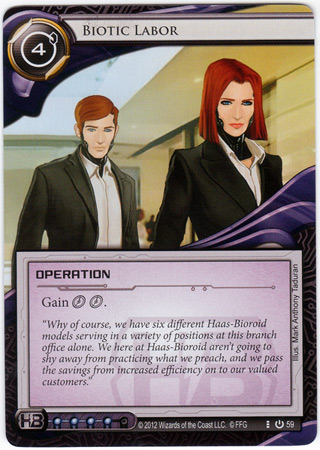 BIOTIC LABOR
4
OPERATION
Gain
"Why of course, we have six different Haas-Bioroid
models serving in a variety of positions at this branch
office alone. We here at Haas-Bioroid aren't going to
shy away from practicing what we preach, and we pass
the savings from increased efficiency on to our valued
customers."
Illus. Mark Anthony Taduran
HB
© 2012 Wizards of the Coast LLC. © FFG
59